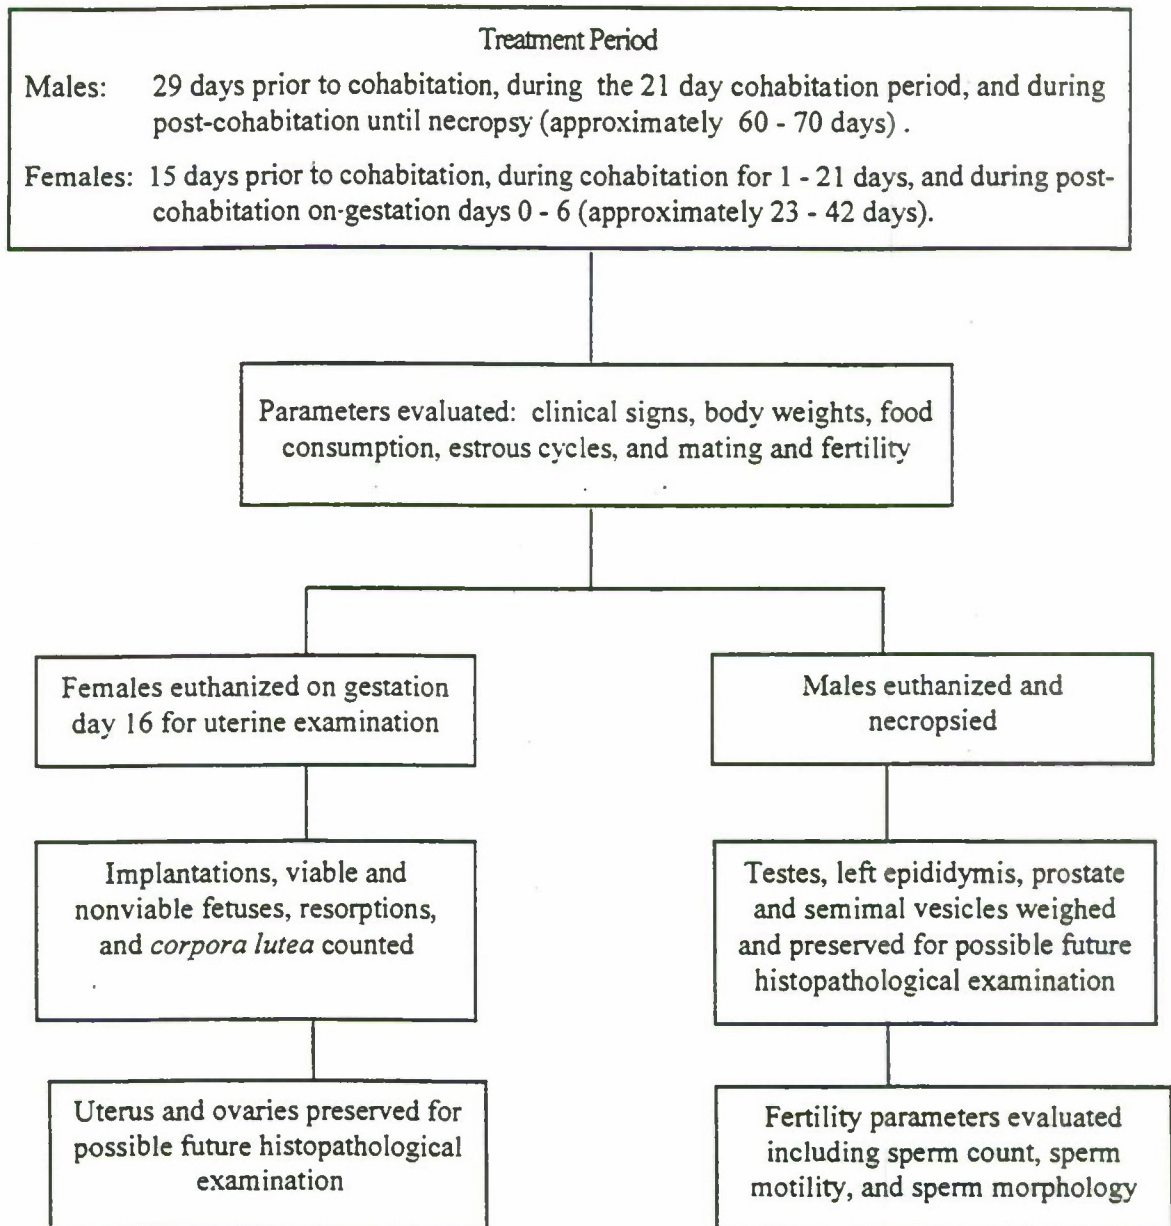 Treatment Period
Males: 29 days prior to cohabitation, during the 21 day cohabitation period, and during
post-cohabitation until necropsy (approximately 60 - 70 days) .
Females: 15 days prior to cohabitation, during cohabitation for 1 - 21 days, and during post-
cohabitation on-gestation days 0 - 6 (approximately 23 - 42 days).
Parameters evaluated: clinical signs, body weights, food
consumption, estrous cycles, and mating and fertility
Females euthanized on gestation
day 16 for uterine examination
Males euthanized and
necropsied
Implantations, viable and
nonviable fetuses, resorptions,
and corpora lutea counted
Testes, left epididymis, prostate
and semimal vesicles weighed
and preserved for possible future
histopathological examination
Uterus and ovaries preserved for
possible future histopathological
examination
Fertility parameters evaluated
including sperm count, sperm
motility, and sperm morphology